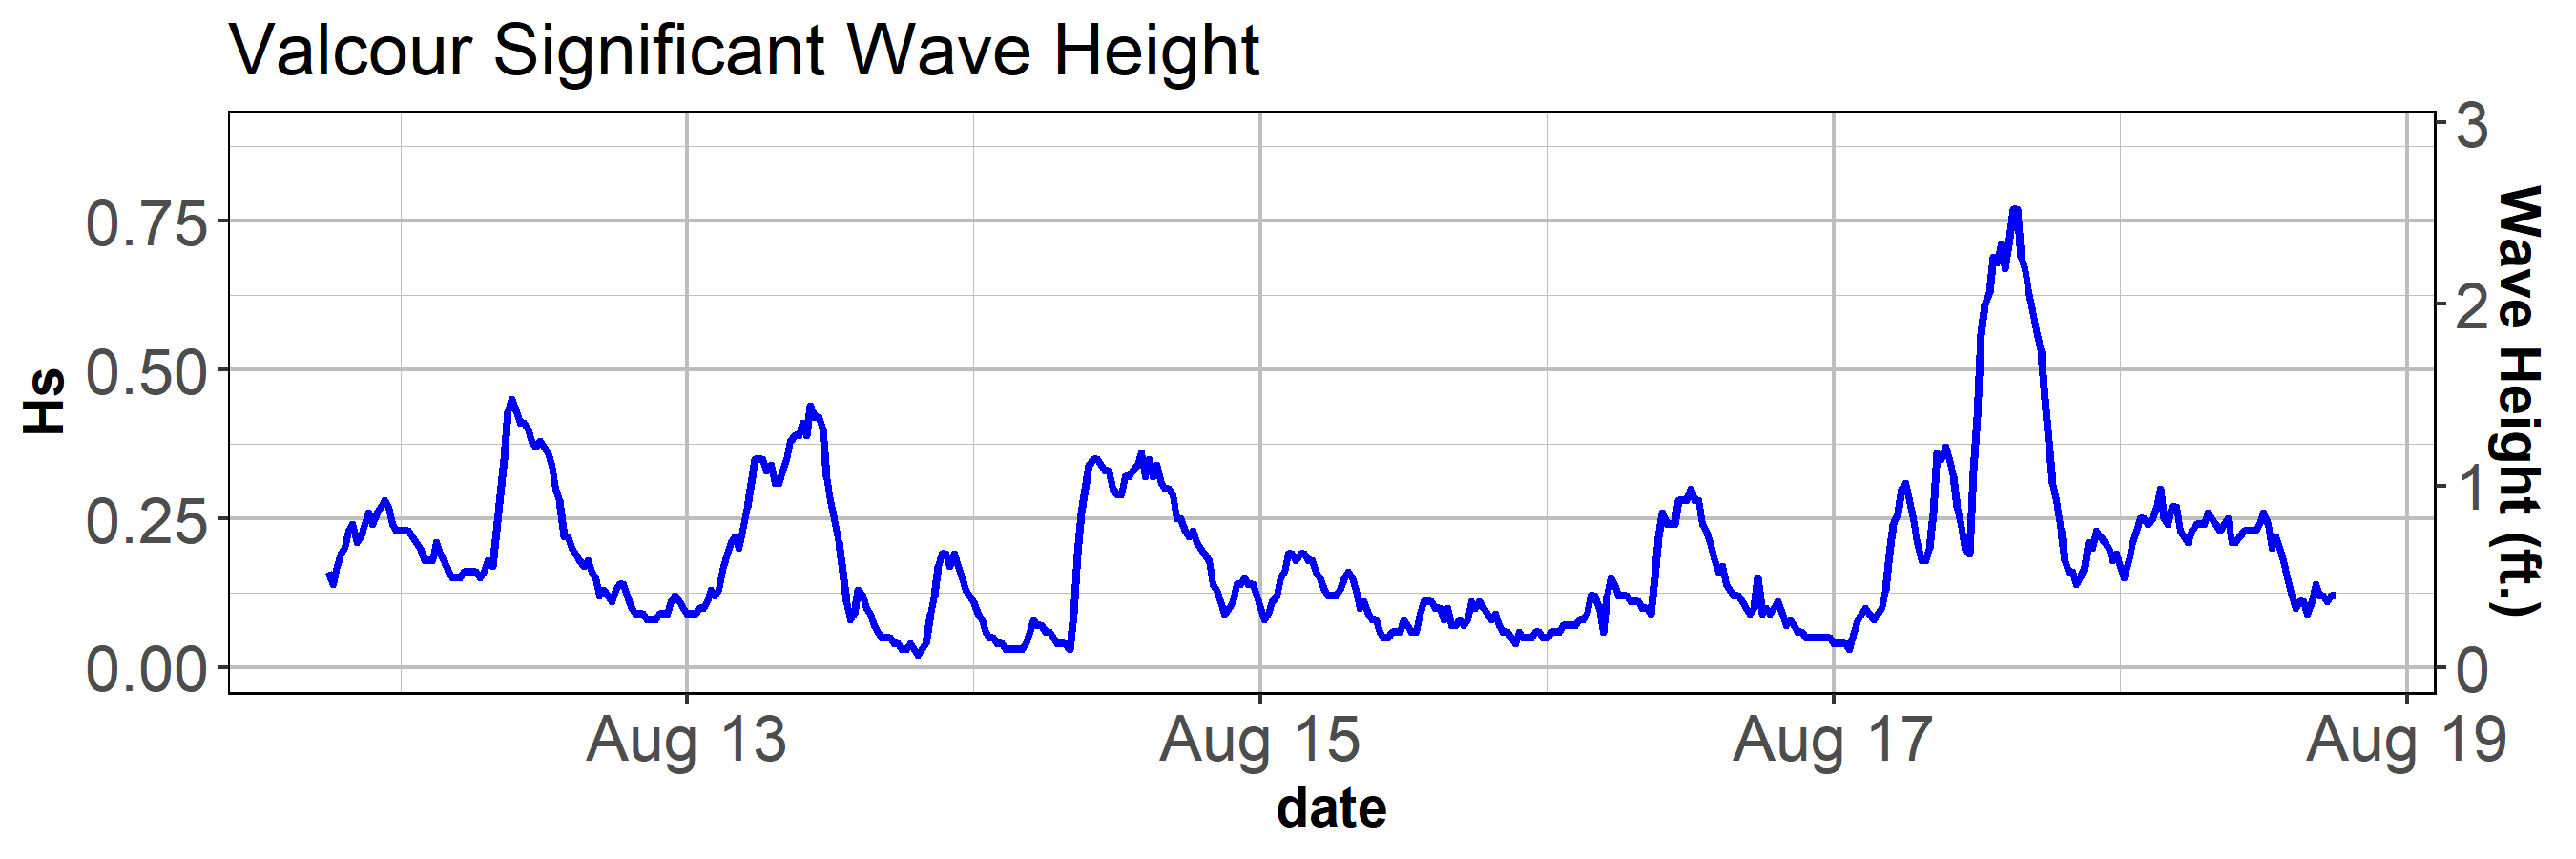 Valcour Significant Wave Height
Hs
0.75
0.50
0.25
0.00
3
2
1
0
Wave Height (ft.)
Aug 13
Aug 15
Aug 17
Aug 19
date